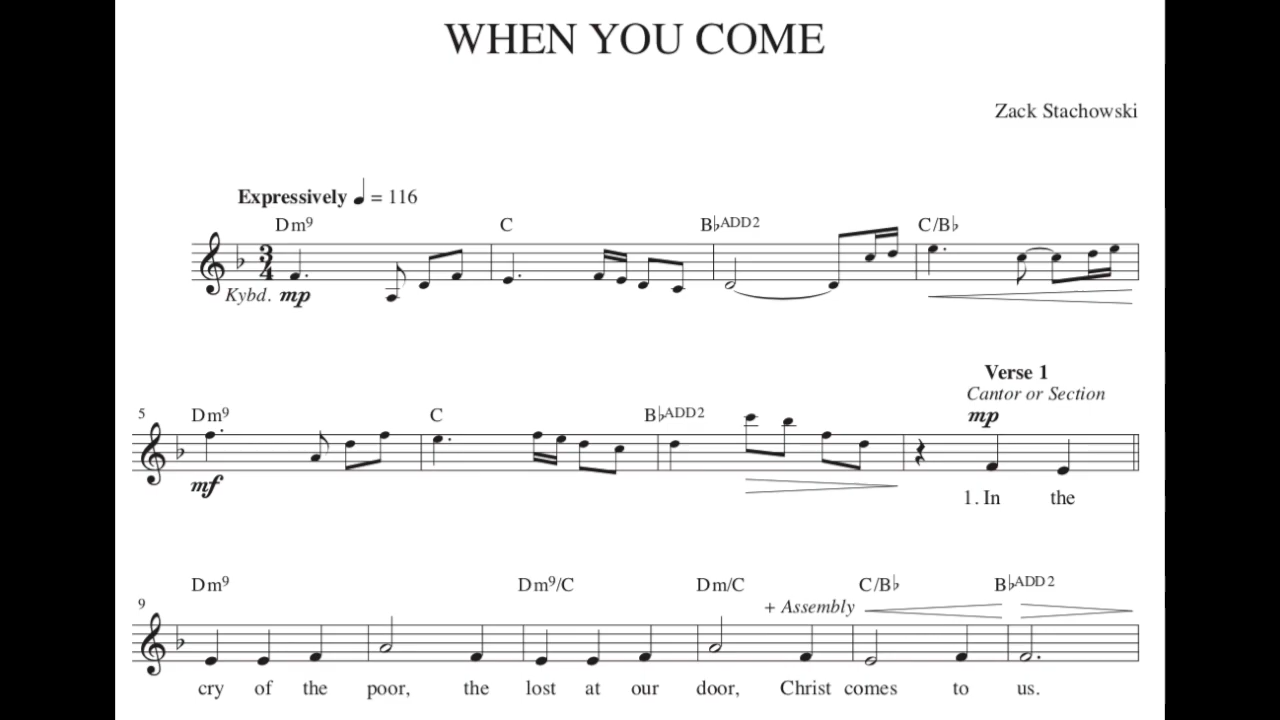 WHEN YOU COME
Zack Stachowski
Expressively ♩ = 116
Dm9 C B♭ADD2 C/B♭
3/4
Kybd. mp
Verse 1
Cantor or Section
5 Dm9 C B♭ADD2 mp
mf
1. In the
Dm9 Dm9/C Dm/C C/B♭ B♭ADD2
9 + Assembly
cry of the poor, the lost at our door, Christ comes to us.